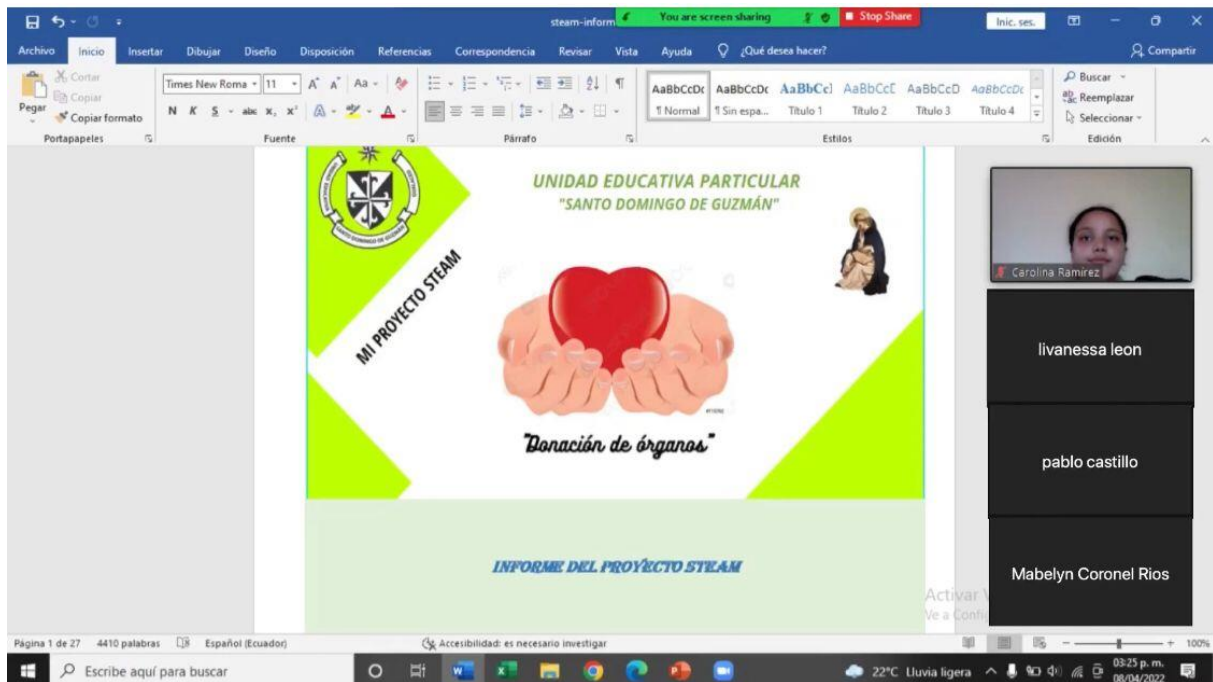 steam-inform
You are screen sharing
Stop Share
Inic. ses.
Archivo Inicio Insertar Dibujar Diseño Disposición Referencias Correspondencia Revisar Vista Ayuda ¿Qué desea hacer? Compartir
Cortar
Copiar
Copiar formato
Pegar
Times New Roma 11
N K S abc x, x²
AaBbCcDc AaBbCcDc AaBbCc] AaBbCcC AaBbCcD AaBbCcDc
¶ Normal ¶ Sin espa... Título 1 Título 2 Título 3 Título 4
Buscar
Reemplazar
Seleccionar
Portapapeles Fuente Párrafo Estilos Edición
UNIDAD EDUCATIVA PARTICULAR
"SANTO DOMINGO DE GUZMÁN"
MI PROYECTO STEAM
"Donación de órganos"
INFORME DEL PROYECTO STEAM
Carolina Ramirez
livanessa leon
pablo castillo
Mabelyn Coronel Rios
Activar
Ve a Confi
Página 1 de 27 4410 palabras Español (Ecuador) Accesibilidad: es necesario investigar 100%
Escribe aquí para buscar
22°C Lluvia ligera
03:25 p. m.
08/04/2022